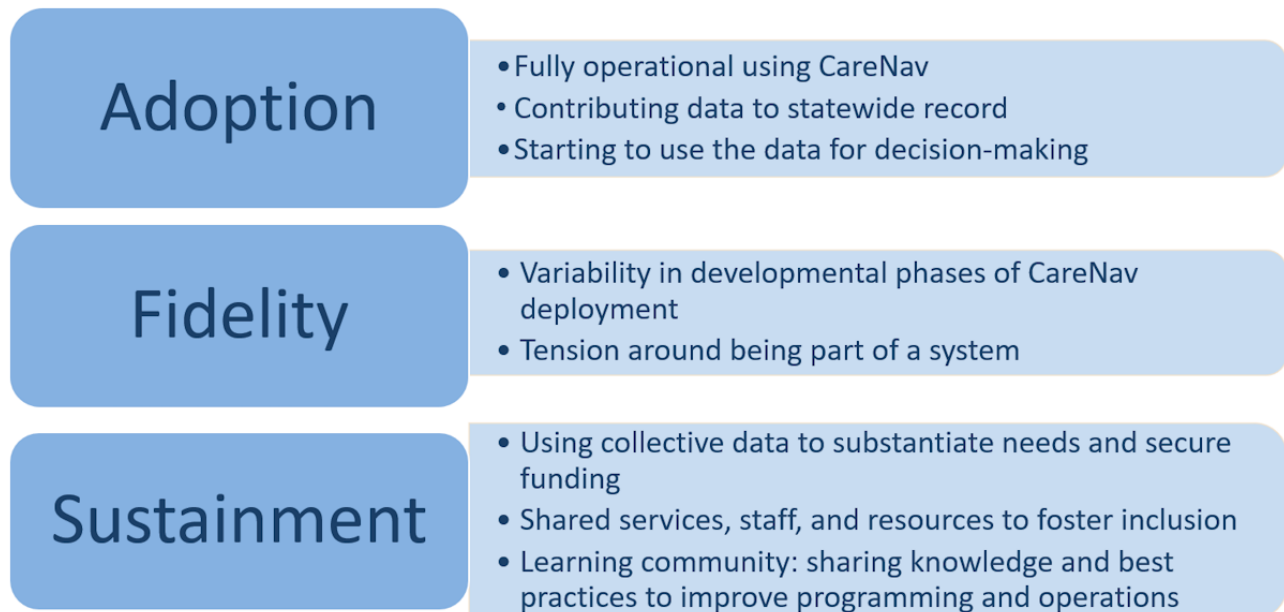 Adoption
•Fully operational using CareNav
• Contributing data to statewide record
•Starting to use the data for decision-making
Fidelity
• Variability in developmental phases of CareNav
deployment
• Tension around being part of a system
Sustainment
• Using collective data to substantiate needs and secure
funding
• Shared services, staff, and resources to foster inclusion
• Learning community: sharing knowledge and best
practices to improve programming and operations